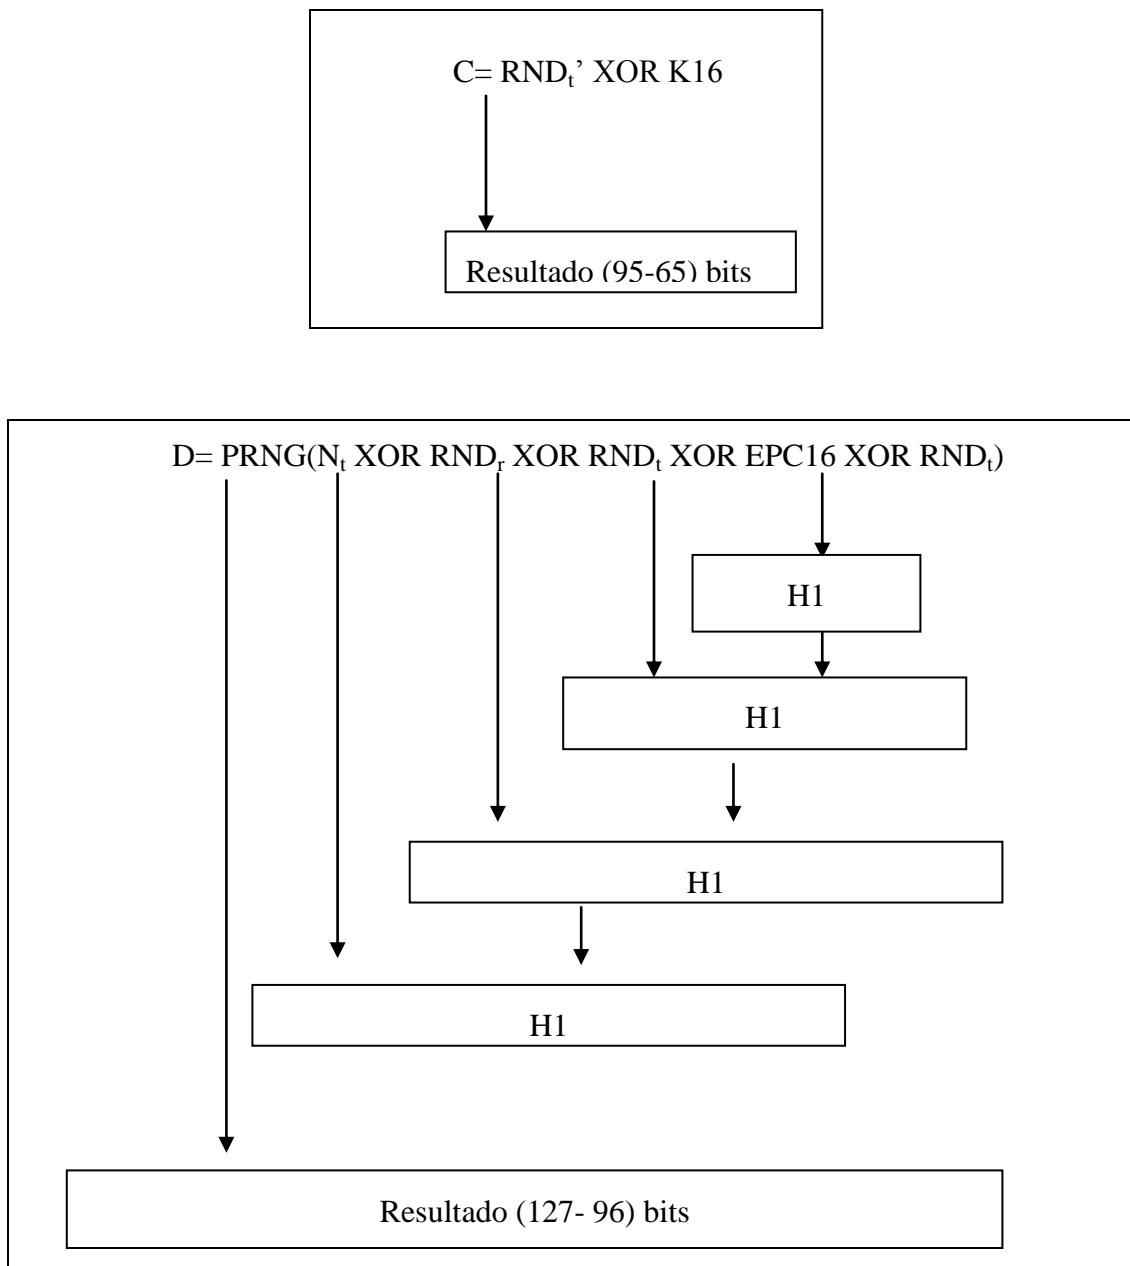 C= RNDt’ XOR K16
Resultado (95-65) bits
D= PRNG(Nt XOR RNDr XOR RNDt XOR EPC16 XOR RNDt)
H1
H1
H1
H1
Resultado (127- 96) bits